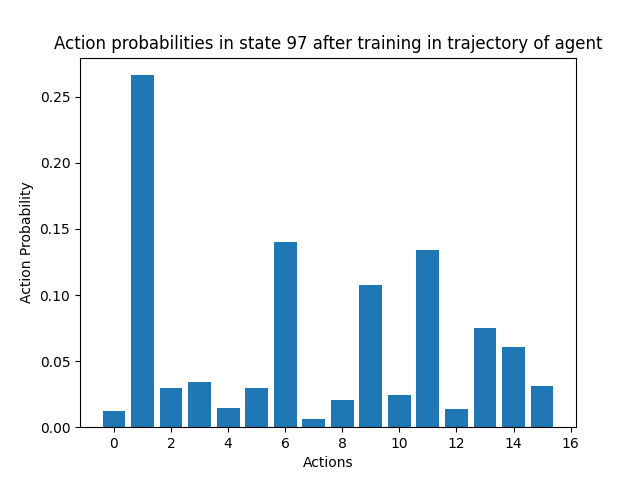 Action probabilities in state 97 after training in trajectory of agent
0.25
0.20
0.15
0.10
0.05
0.00
Action Probability
0 2 4 6 8 10 12 14 16
Actions